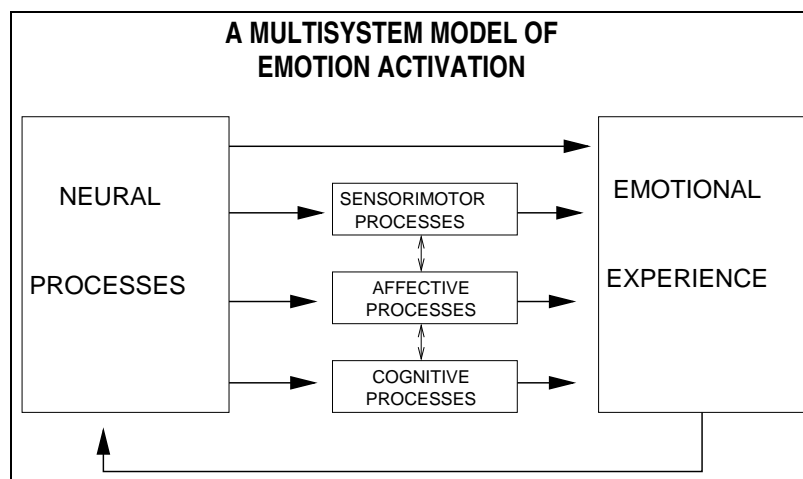 A MULTISYSTEM MODEL OF
EMOTION ACTIVATION
NEURAL
PROCESSES
SENSORIMOTOR
PROCESSES
AFFECTIVE
PROCESSES
COGNITIVE
PROCESSES
EMOTIONAL
EXPERIENCE